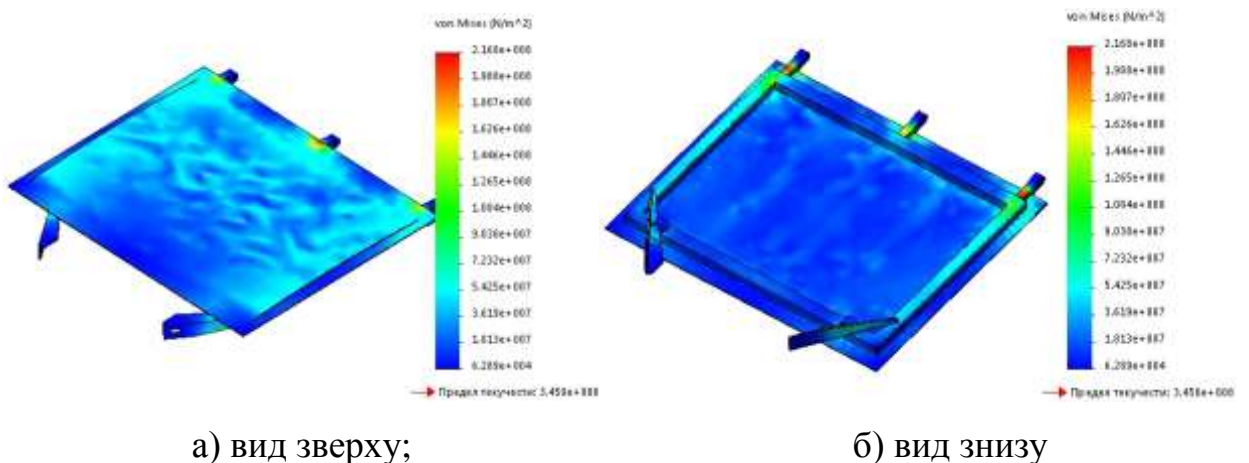 von Mises (N/m^2)
2.168e+008
1.988e+008
1.807e+008
1.626e+008
1.446e+008
1.265e+008
1.084e+008
9.038e+007
7.232e+007
5.425e+007
3.619e+007
1.813e+007
6.289e+004
Предел текучести: 3.450e+008
von Mises (N/m^2)
2.168e+008
1.988e+008
1.807e+008
1.626e+008
1.446e+008
1.265e+008
1.084e+008
9.038e+007
7.232e+007
5.425e+007
3.619e+007
1.813e+007
6.289e+004
Предел текучести: 3.450e+008
а) вид зверху;
б) вид знизу